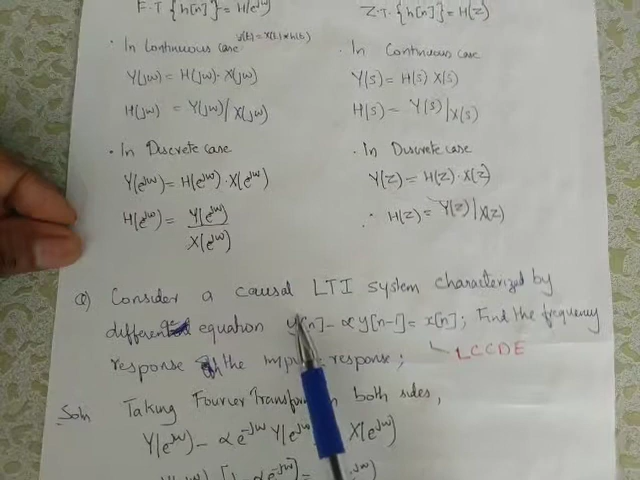 F.T {h[n]} = H(e^jω)
Z.T. {h[n]} = H(z)
· In Continuous case
y(t) = x(t) * h(t)
Y(jω) = H(jω) · X(jω)
H(jω) = Y(jω) / X(jω)
· In Discrete case
Y(e^jω) = H(e^jω) · X(e^jω)
H(e^jω) = Y(e^jω) / X(e^jω)
· In Continuous case
Y(s) = H(s) X(s)
H(s) = Y(s) / X(s)
· In Discrete case
Y(z) = H(z) · X(z)
∴ H(z) = Y(z) / X(z)
Q) Consider a causal LTI system characterized by
equation y[n] - αy[n-1] = x[n]; Find the frequency
response the response;
LCCDE
Soln Taking Fourier Transform both sides,
Y(e^jω) - αe^-jω Y(e^jω) X(e^jω)